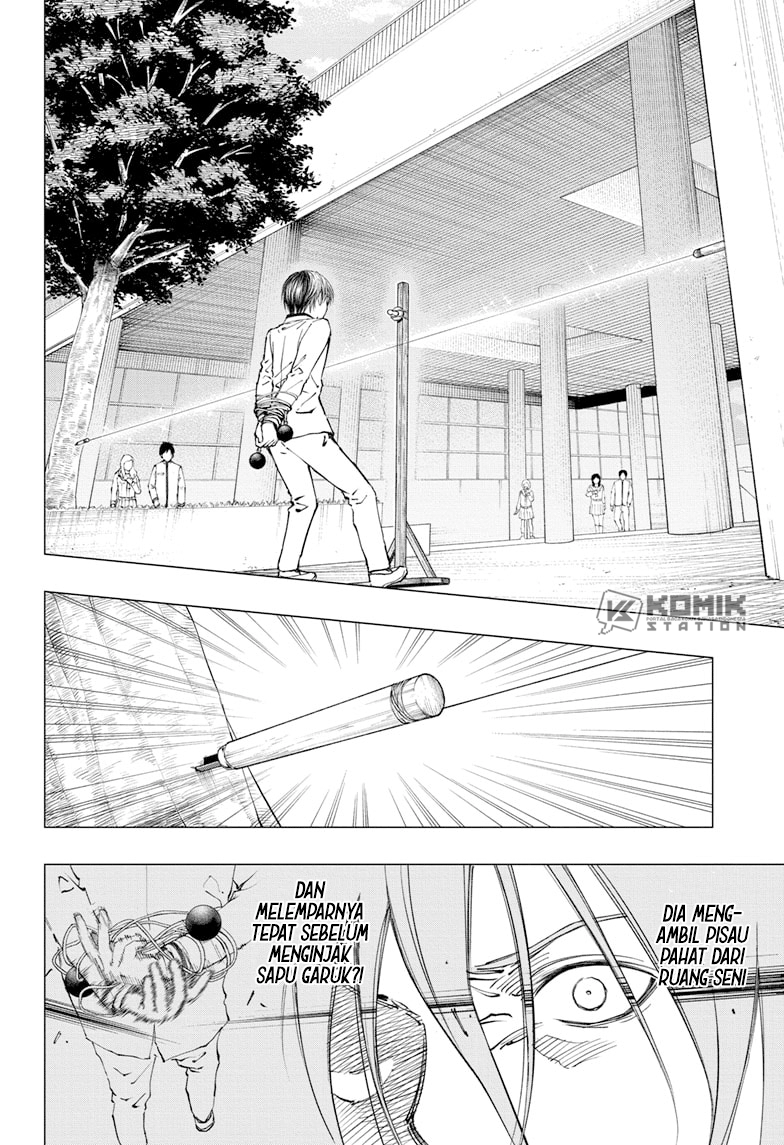 KOMIK
STATION
DIA MENG-
AMBIL PISAU
PAHAT DARI
RUANG SENI
DAN
MELEMPARNYA
TEPAT SEBELUM
MENGINJAK
SAPU GARUK?!